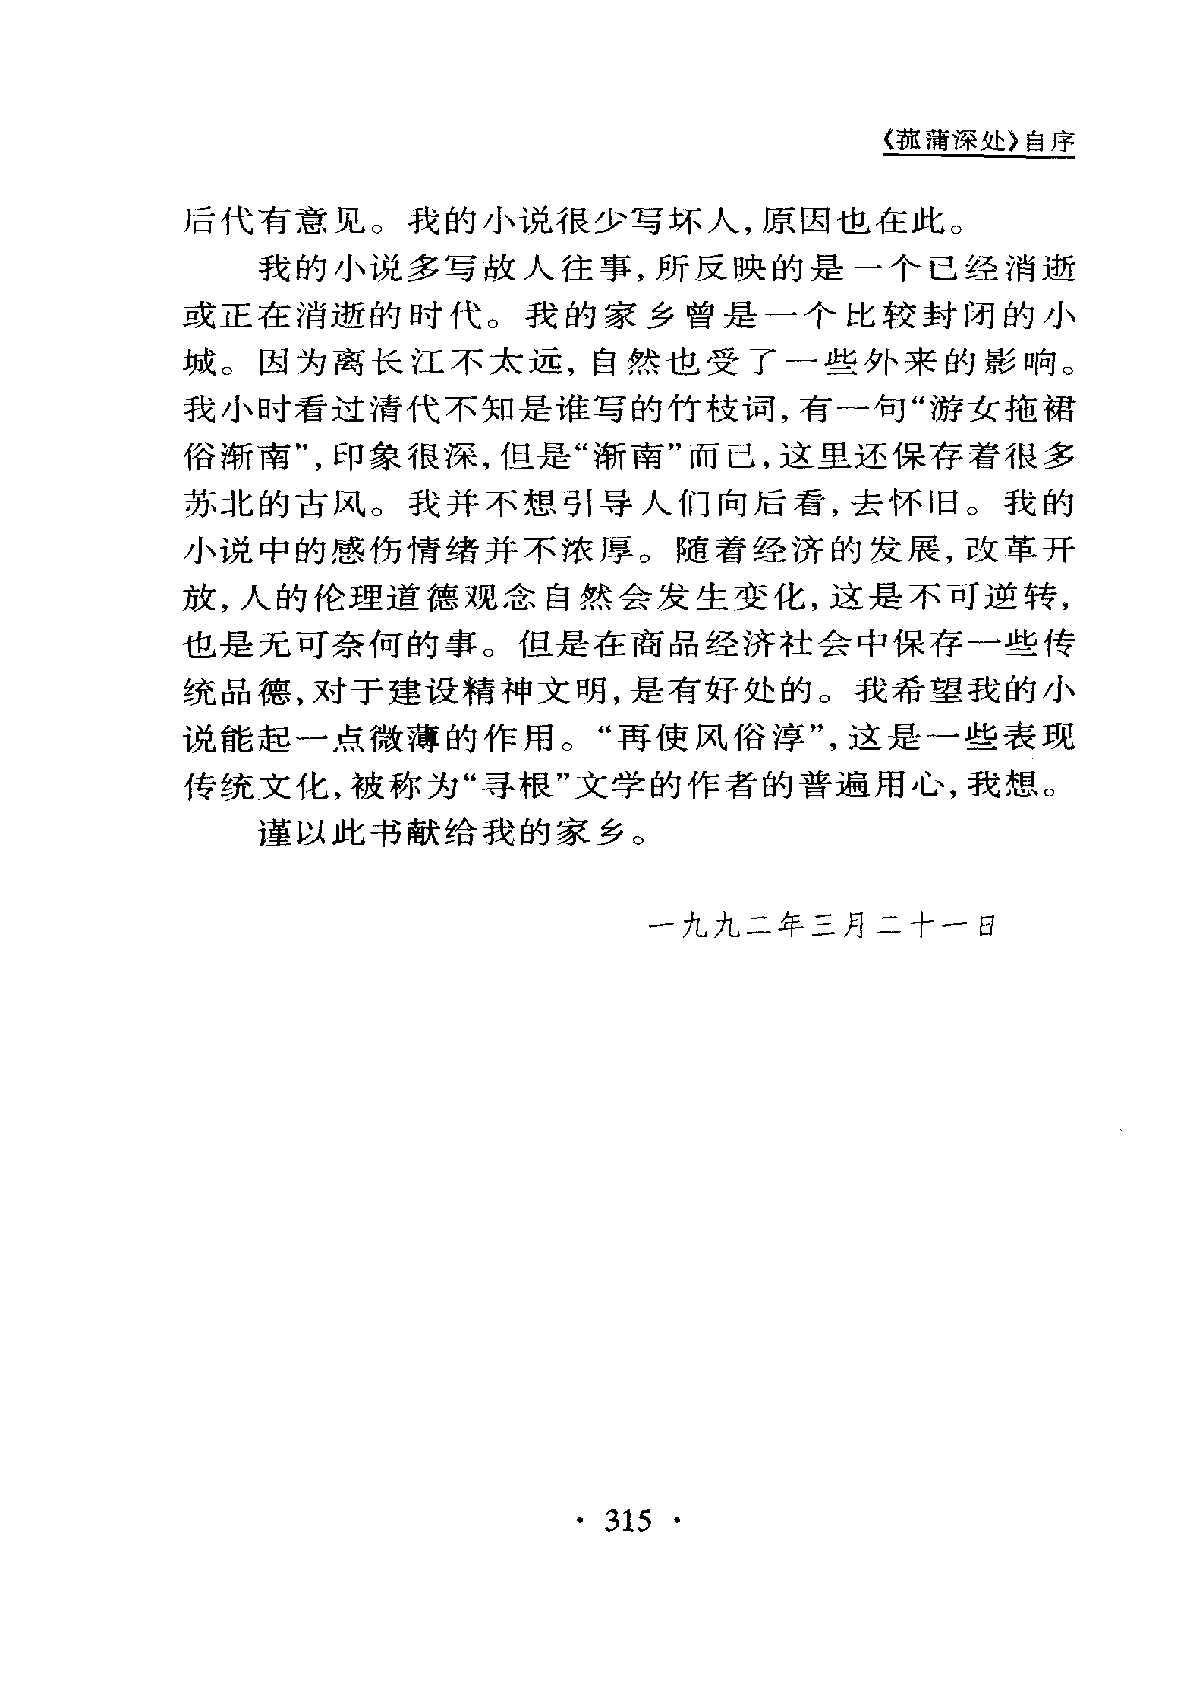 《菰蒲深处》自序
后代有意见。我的小说很少写坏人,原因也在此。
我的小说多写故人往事,所反映的是一个已经消逝
或正在消逝的时代。我的家乡曾是一个比较封闭的小
城。因为离长江不太远,自然也受了一些外来的影响。
我小时看过清代不知是谁写的竹枝词,有一句“游女拖裙
俗渐南”,印象很深,但是“渐南”而已,这里还保存着很多
苏北的古风。我并不想引导人们向后看,去怀旧。我的
小说中的感伤情绪并不浓厚。随着经济的发展,改革开
放,人的伦理道德观念自然会发生变化,这是不可逆转,
也是无可奈何的事。但是在商品经济社会中保存一些传
统品德,对于建设精神文明,是有好处的。我希望我的小
说能起一点微薄的作用。“再使风俗淳”,这是一些表现
传统文化,被称为“寻根”文学的作者的普遍用心,我想。
谨以此书献给我的家乡。
一九九二年三月二十一日
· 315 ·